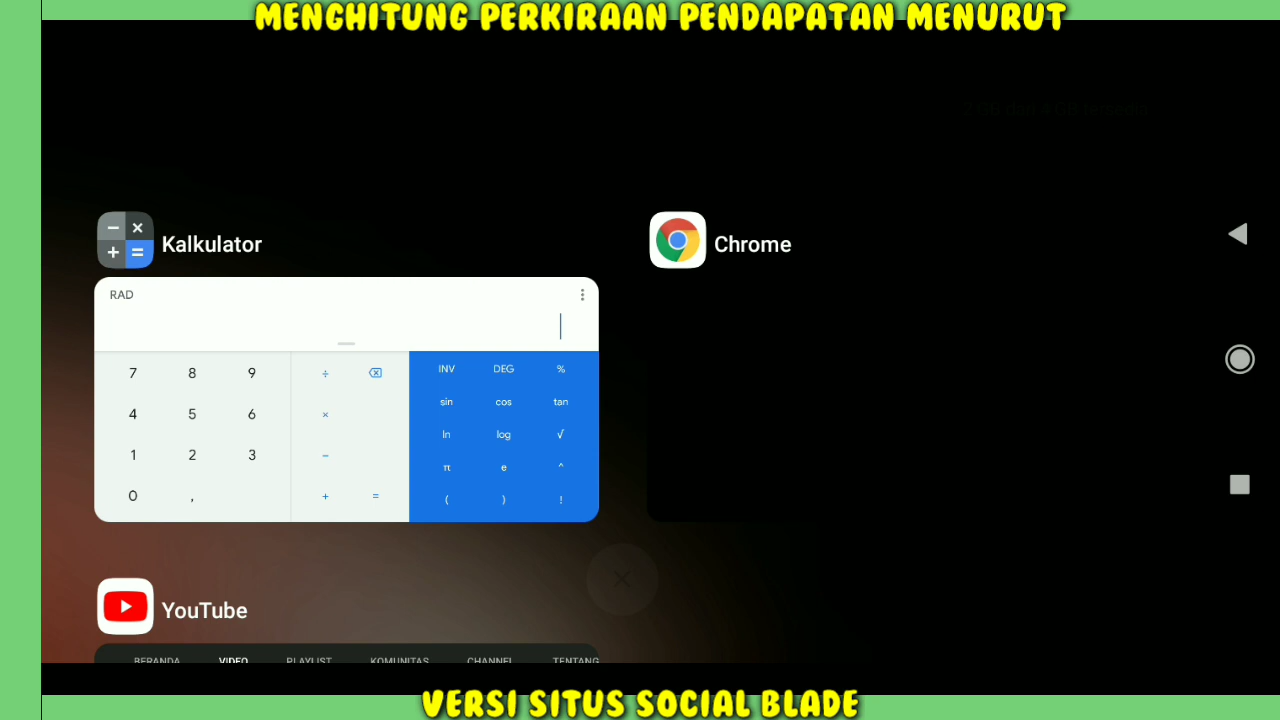 MENGHITUNG PERKIRAAN PENDAPATAN MENURUT
Kalkulator
Chrome
RAD
7 8 9 ÷ INV DEG %
sin cos tan
4 5 6 ×
ln log √
1 2 3 −
π e ^
0 , + = ( ) !
YouTube
BERANDA VIDEO PLAYLIST KOMUNITAS CHANNEL TENTANG
VERSI SITUS SOCIAL BLADE